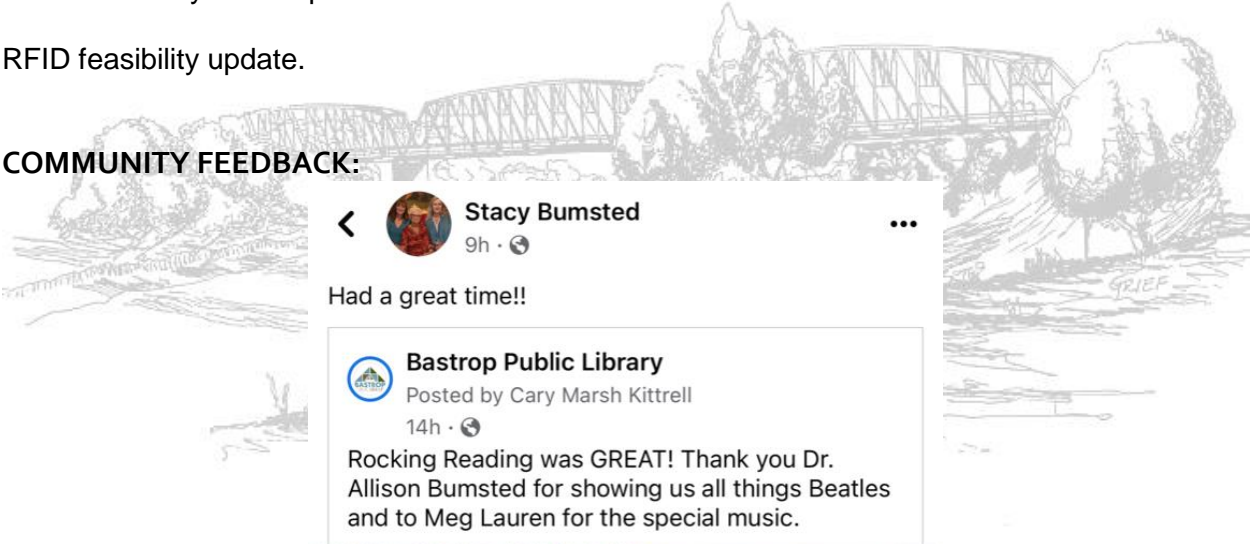 RFID feasibility update.
COMMUNITY FEEDBACK:
Stacy Bumsted
9h ·
Had a great time!!
Bastrop Public Library
Posted by Cary Marsh Kittrell
14h ·
BASTROP
Rocking Reading was GREAT! Thank you Dr.
Allison Bumsted for showing us all things Beatles
and to Meg Lauren for the special music.
GRIEF